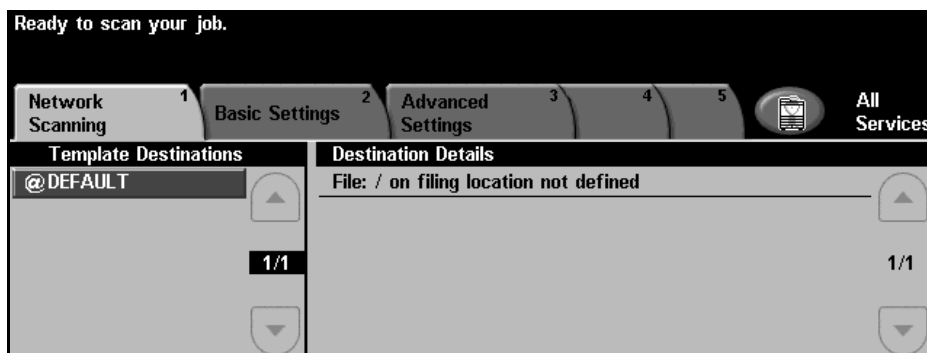 Ready to scan your job.
Network Scanning 1
Basic Settings 2
Advanced Settings 3
4
5
All Services
Template Destinations
Destination Details
@DEFAULT
File: / on filing location not defined
1/1
1/1